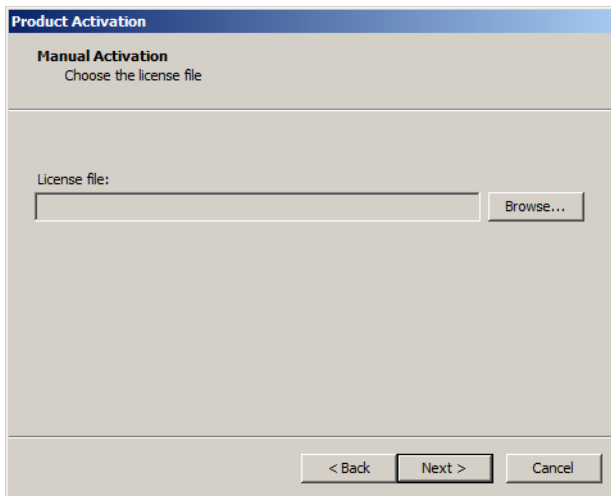 Product Activation
Manual Activation
Choose the license file
License file:
Browse...
< Back
Next >
Cancel